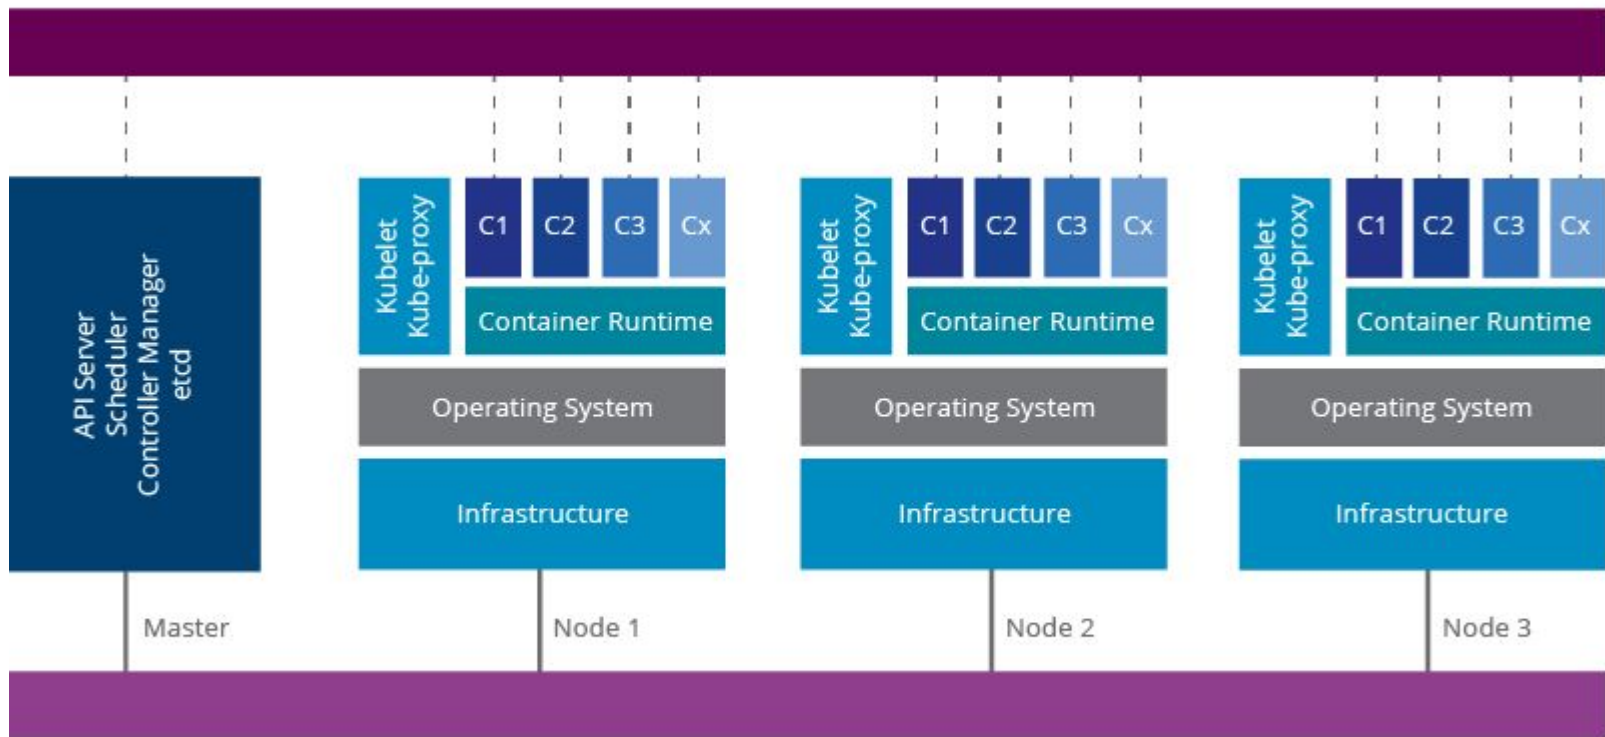 API Server
Scheduler
Controller Manager
etcd
Master
Kubelet
Kube-proxy
C1
C2
C3
Cx
Container Runtime
Operating System
Infrastructure
Node 1
Kubelet
Kube-proxy
C1
C2
C3
Cx
Container Runtime
Operating System
Infrastructure
Node 2
Kubelet
Kube-proxy
C1
C2
C3
Cx
Container Runtime
Operating System
Infrastructure
Node 3